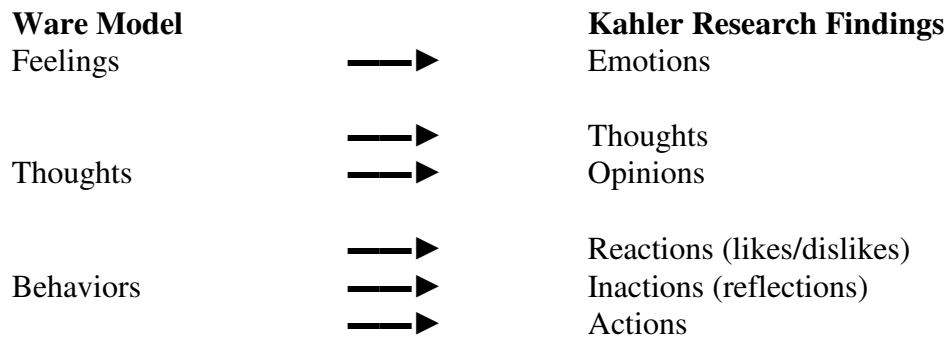 Ware Model Kahler Research Findings
Feelings Emotions
Thoughts
Thoughts Opinions
Reactions (likes/dislikes)
Behaviors Inactions (reflections)
Actions